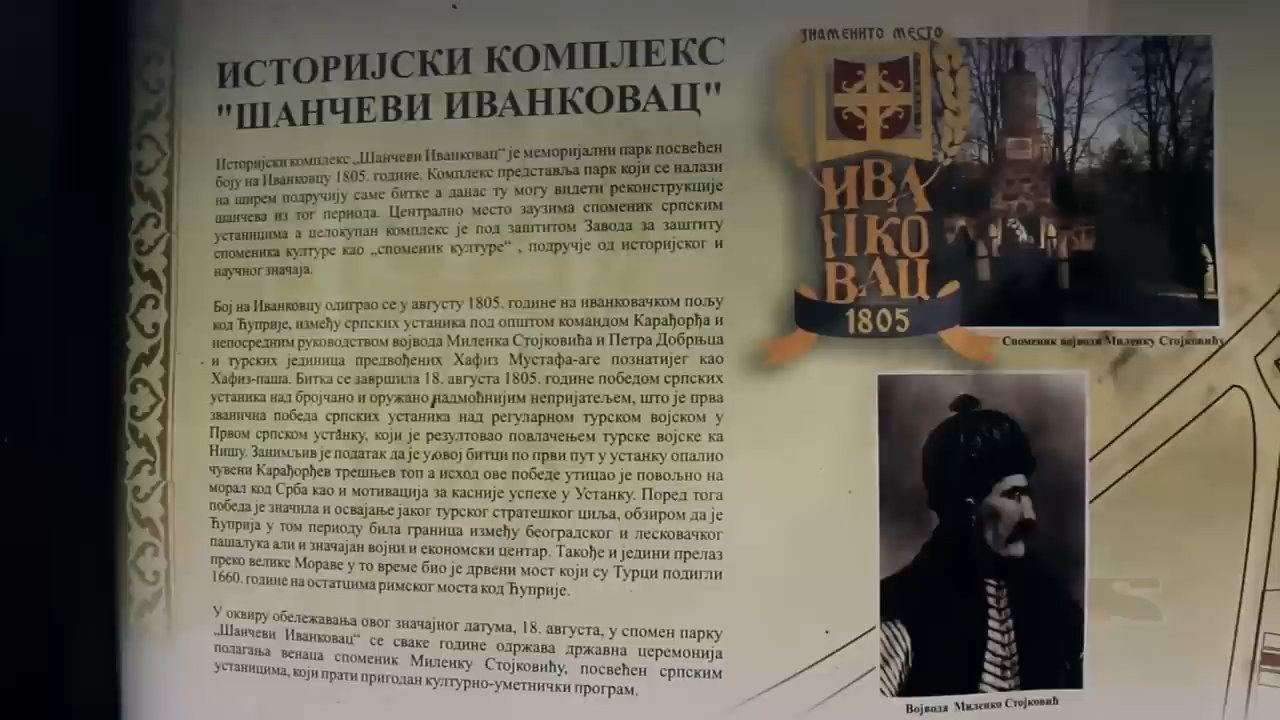 ИСТОРИЈСКИ КОМПЛЕКС
"ШАНЧЕВИ ИВАНКОВАЦ"
Историјски комплекс „Шанчеви Иванковац“ је меморијални парк посвећен
боју на Иванковцу 1805. године. Комплекс представља парк који се налази
на ширем подручију саме битке а данас ту могу видети реконструкције
шанчева из тог периода. Централно место заузима споменик српским
устаницима а целокупан комплекс је под заштитом Завода за заштиту
споменика културе као „споменик културе“ , подручје од историјског и
научног значаја.
Бој на Иванковцу одиграо се у августу 1805. године на иванковачком пољу
код Ћуприје, између српских устаника под општом командом Карађорђа и
непосредним руководством војвода Миленка Стојковића и Петра Добрњца
и турских јединица предвођених Хафиз Мустафа-аге познатијег као
Хафиз-паша. Битка се завршила 18. августа 1805. године победом српских
устаника над бројчано и оружано надмоћнијим непријатељем, што је прва
званична победа српских устаника над регуларном турском војском у
Првом српском устанку, који је резултовао повлачењем турске војске ка
Нишу. Занимљив је податак да је у овој битци по први пут у устанку опалио
чувени Карађорђев трешњев топ а исход ове победе утицао је повољно на
морал код Срба као и мотивација за касније успехе у Устанку. Поред тога
победа је значила и освајање јаког турског стратешког циља, обзиром да је
Ћуприја у том периоду била граница између београдског и лесковачког
пашалука али и значајан војни и економски центар. Такође и једини прелаз
преко велике Мораве у то време био је дрвени мост који су Турци подигли
1660. године на остатцима римског моста код Ћуприје.
У оквиру обележавања овог значајног датума, 18. августа, у спомен парку
„Шанчеви Иванковац“ се сваке године одржава државна церемонија
полагања венаца споменик Миленку Стојковићу, посвећен српским
устаницима, који прати пригодан културно-уметнички програм.
ЗНАМЕНИТО МЕСТО
ИВА
НКО
ВАЦ
1805
Споменик војводи Миленку Стојковићу
Војвода Миленко Стојковић